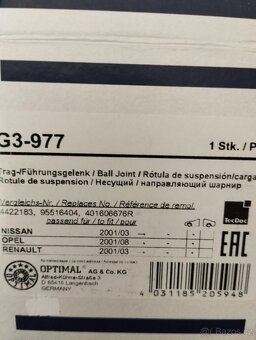 G3-977
1 Stk. / P
Trag-/Führungsgelenk / Ball Joint / Rótula de suspensión/carga
Rotule de suspension / Несущий / направляющий шарнир
Vergleichs-Nr. / Replaces No. / Référence de rempl.
4422183, 95516404, 401606676R
passend für / to fit / pour
TecDoc
NISSAN 2001/03 → -
OPEL 2001/08 -
RENAULT 2001/03 -
EAC
OPTIMAL AG & Co. KG
Alfred-Kühne-Straße 3
D 85416 Langenbach
GERMANY
4 031185 205948